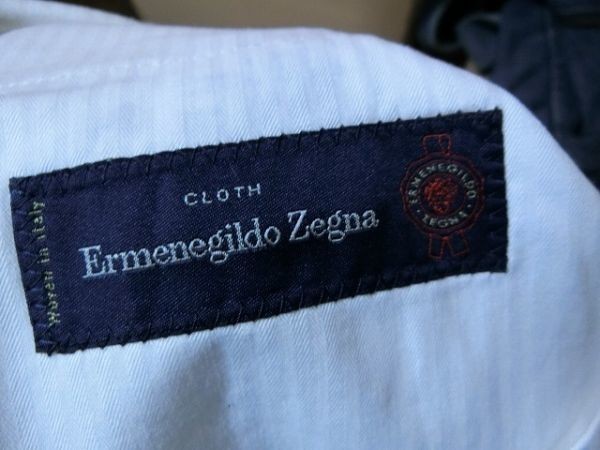 CLOTH
Ermenegildo Zegna
Woven in Italy
ERMENEGILDO
ZEGNA